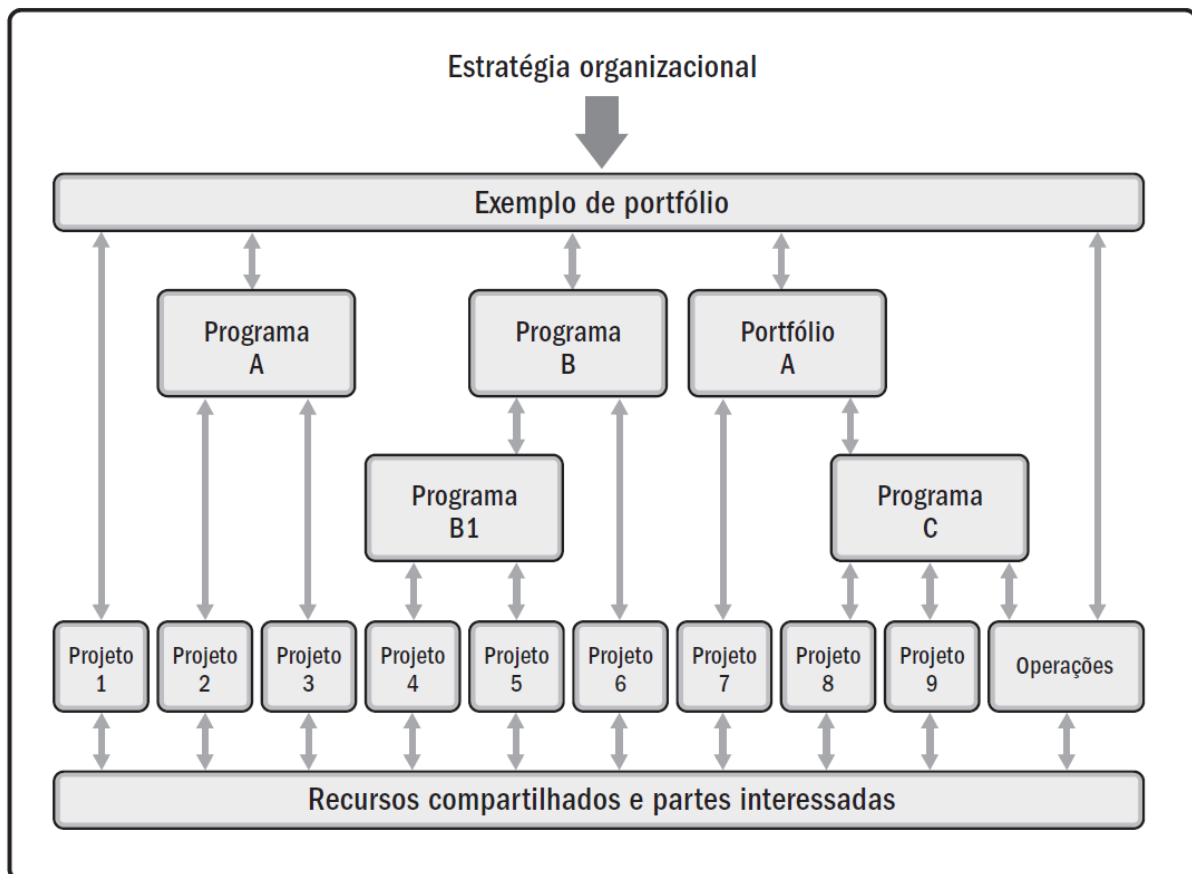 Estratégia organizacional
Exemplo de portfólio
Programa
A
Programa
B
Portfólio
A
Programa
B1
Programa
C
Projeto
1
Projeto
2
Projeto
3
Projeto
4
Projeto
5
Projeto
6
Projeto
7
Projeto
8
Projeto
9
Operações
Recursos compartilhados e partes interessadas